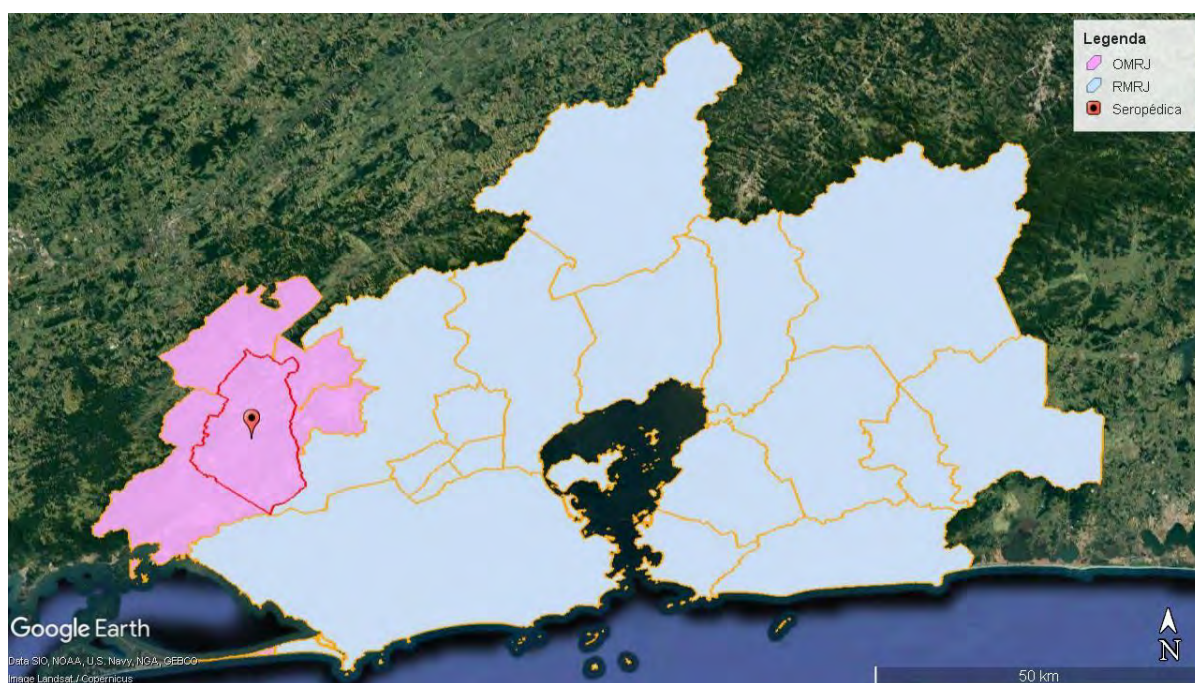 Legenda
OMRJ
RMRJ
Seropédica
Google Earth
Data SIO, NOAA, U.S. Navy, NGA, GEBCO
Image Landsat / Copernicus
N
50 km